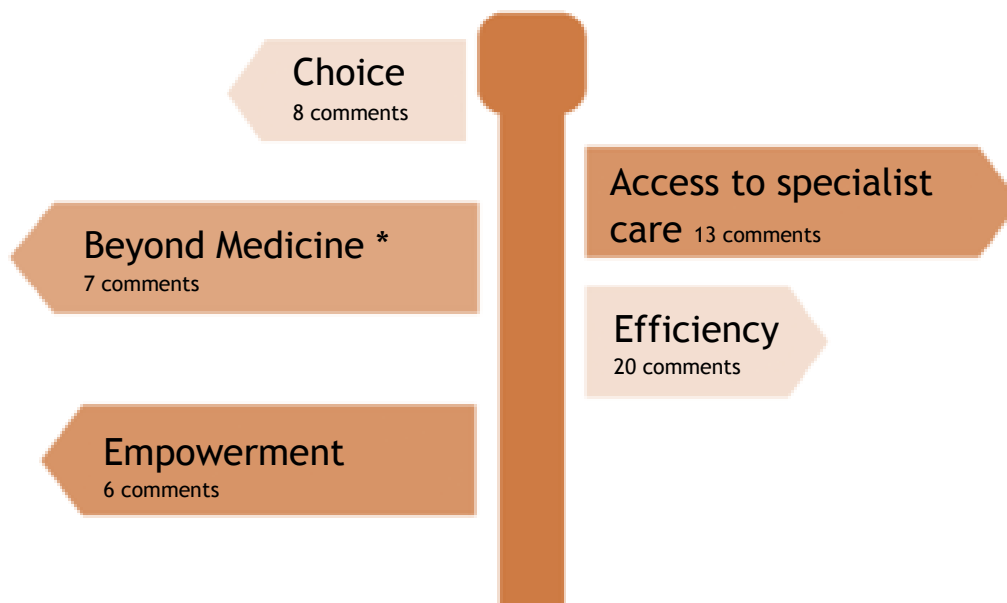 Choice
8 comments
Access to specialist
care 13 comments
Beyond Medicine *
7 comments
Efficiency
20 comments
Empowerment
6 comments